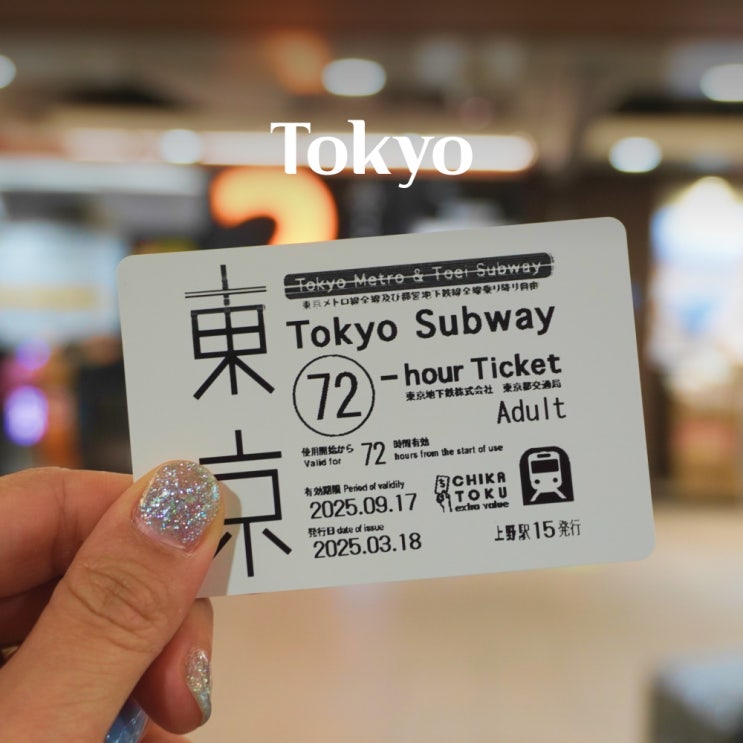 Tokyo
東京
Tokyo Metro & Toei Subway
東京メトロ線全線及び都営地下鉄線全線乗り降り自由
Tokyo Subway
72 -hour Ticket
東京地下鉄株式会社 東京都交通局
Adult
使用開始から 72 時間有効
Valid for hours from the start of use
有効期限 Period of validity
2025.09.17
発行日 date of issue
2025.03.18
CHIKA
TOKU
extra value
上野駅15発行